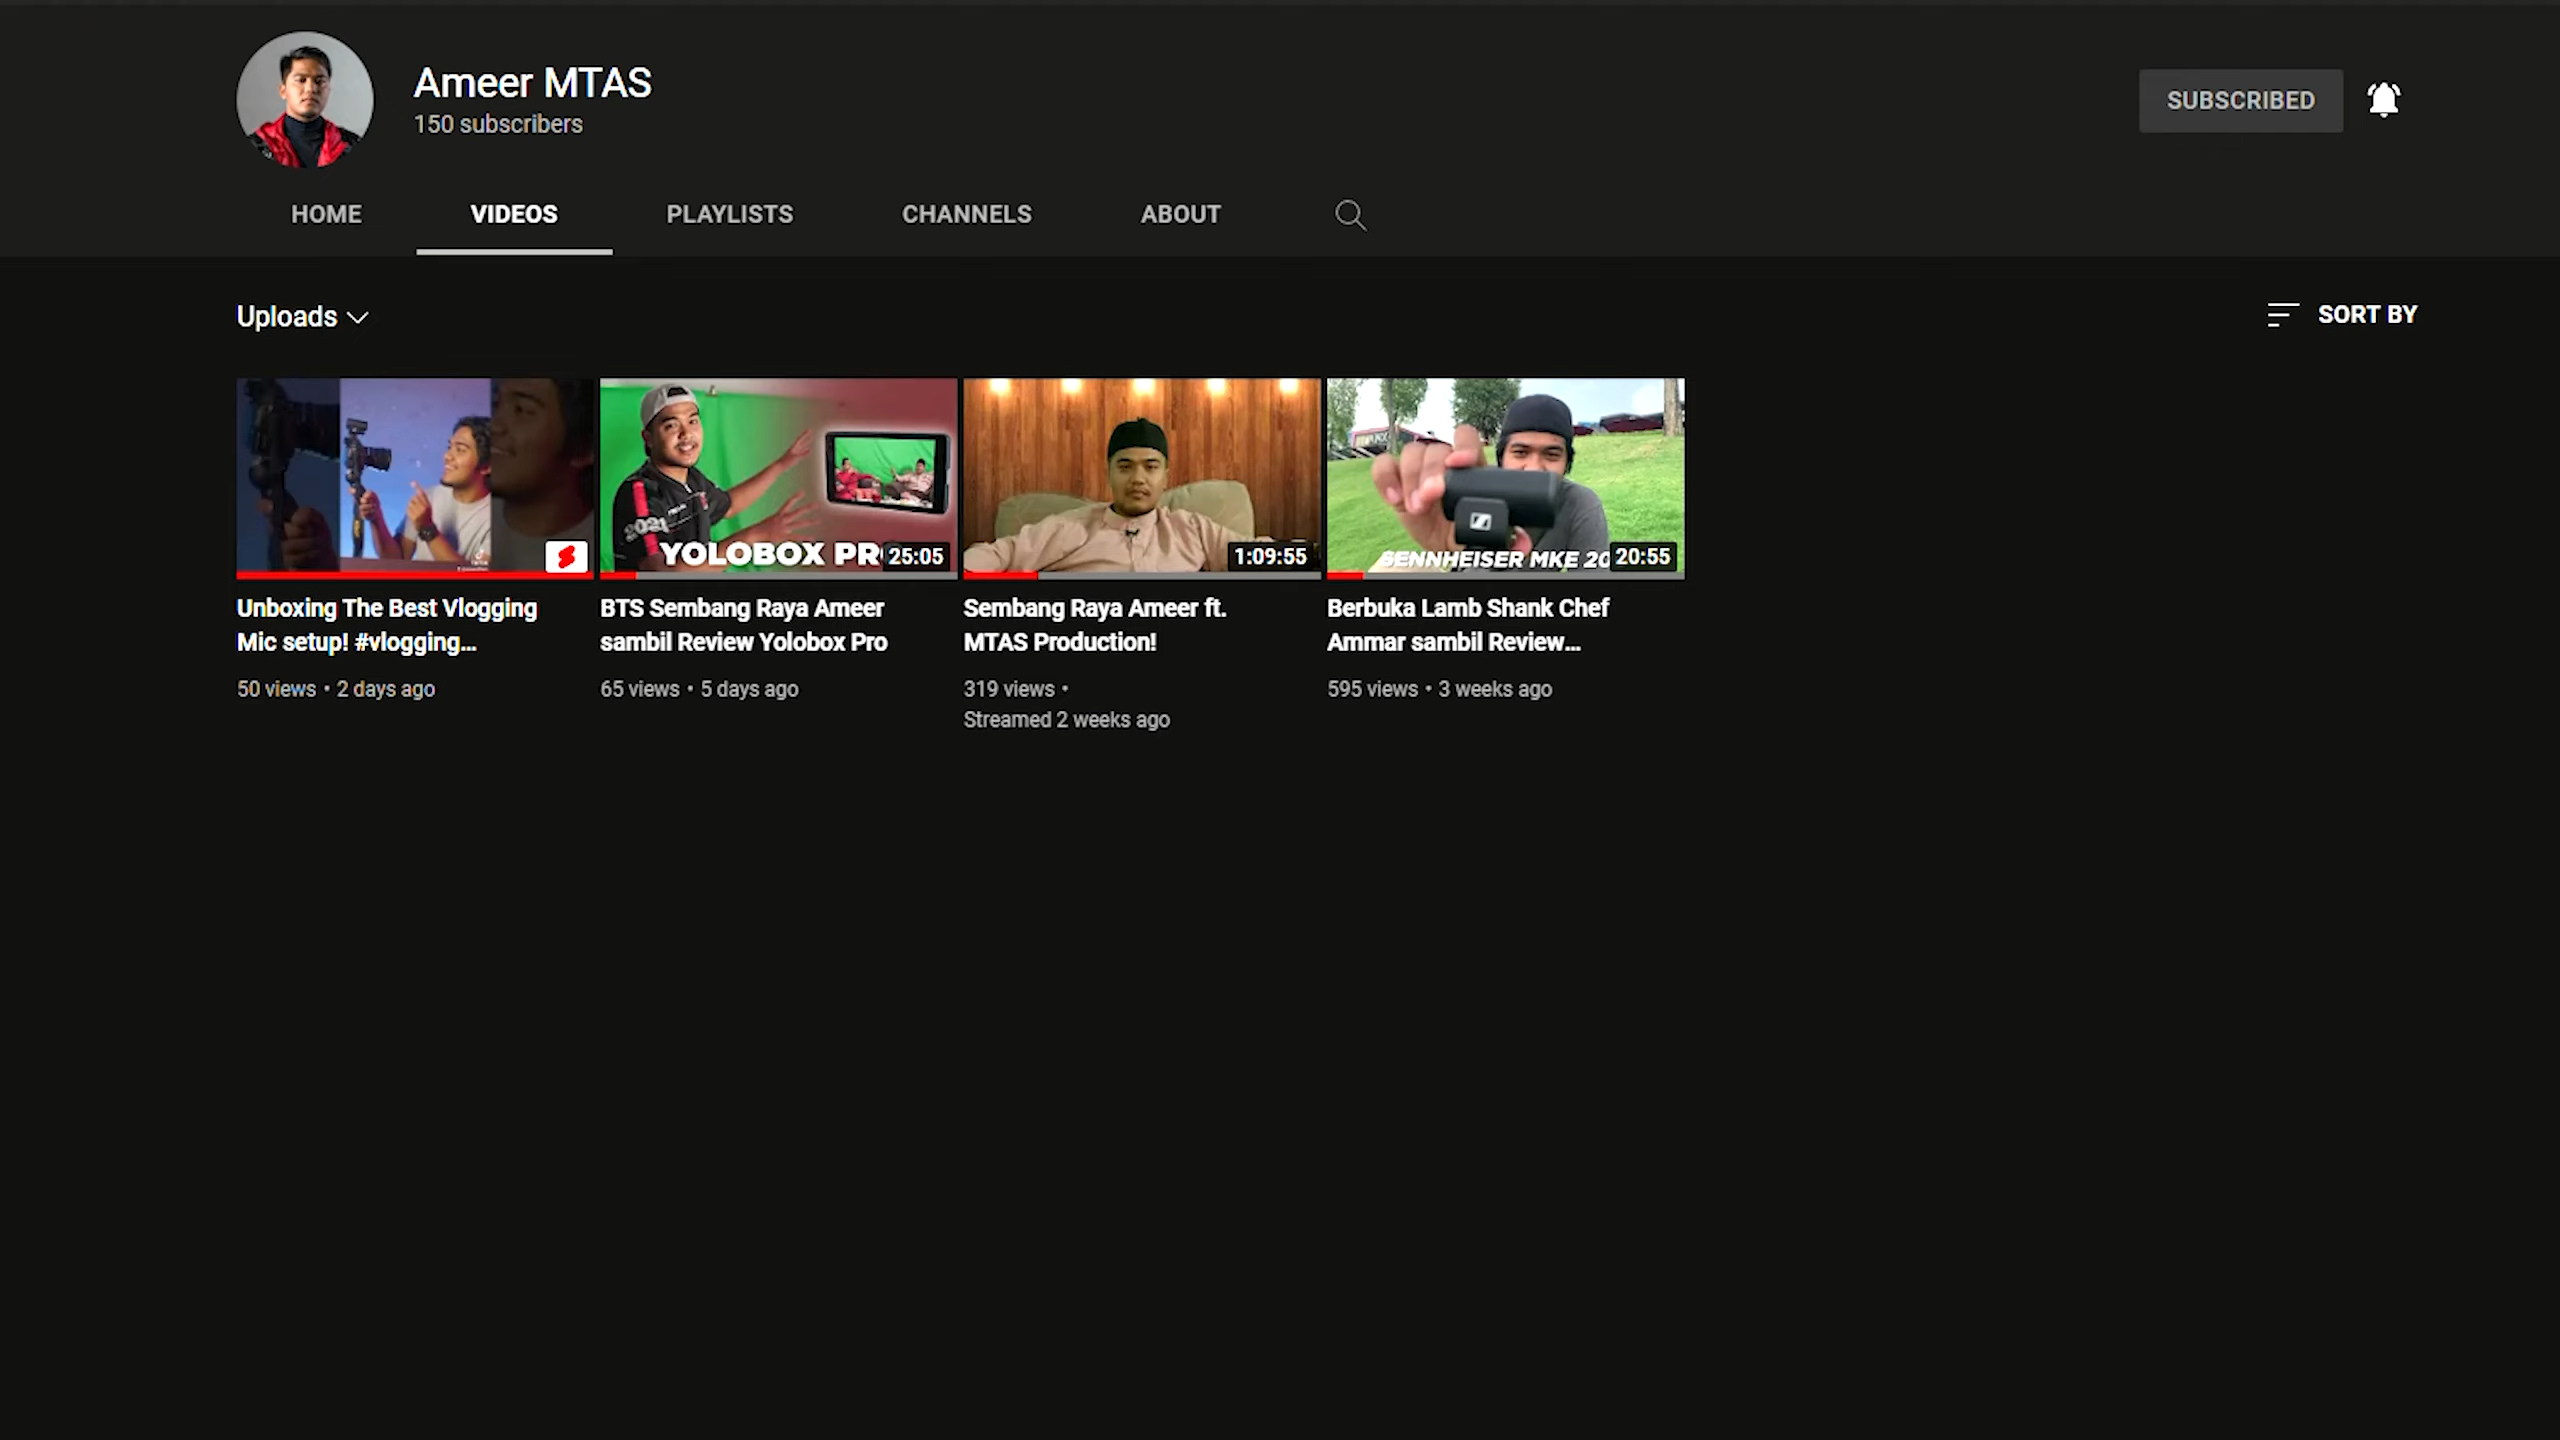 Ameer MTAS
150 subscribers
SUBSCRIBED
HOME
VIDEOS
PLAYLISTS
CHANNELS
ABOUT
Uploads
SORT BY
2021
YOLOBOX PR
25:05
1:09:55
SENNHEISER MKE 20
20:55
Unboxing The Best Vlogging
Mic setup! #vlogging...
50 views • 2 days ago
BTS Sembang Raya Ameer
sambil Review Yolobox Pro
65 views • 5 days ago
Sembang Raya Ameer ft.
MTAS Production!
319 views •
Streamed 2 weeks ago
Berbuka Lamb Shank Chef
Ammar sambil Review...
595 views • 3 weeks ago